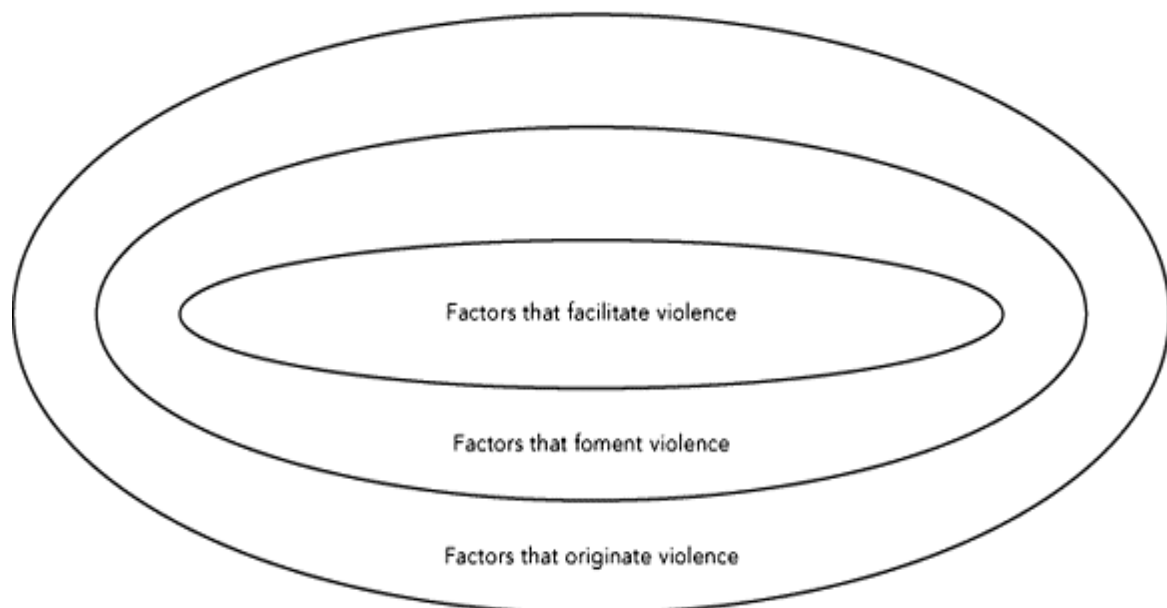 Factors that facilitate violence
Factors that foment violence
Factors that originate violence